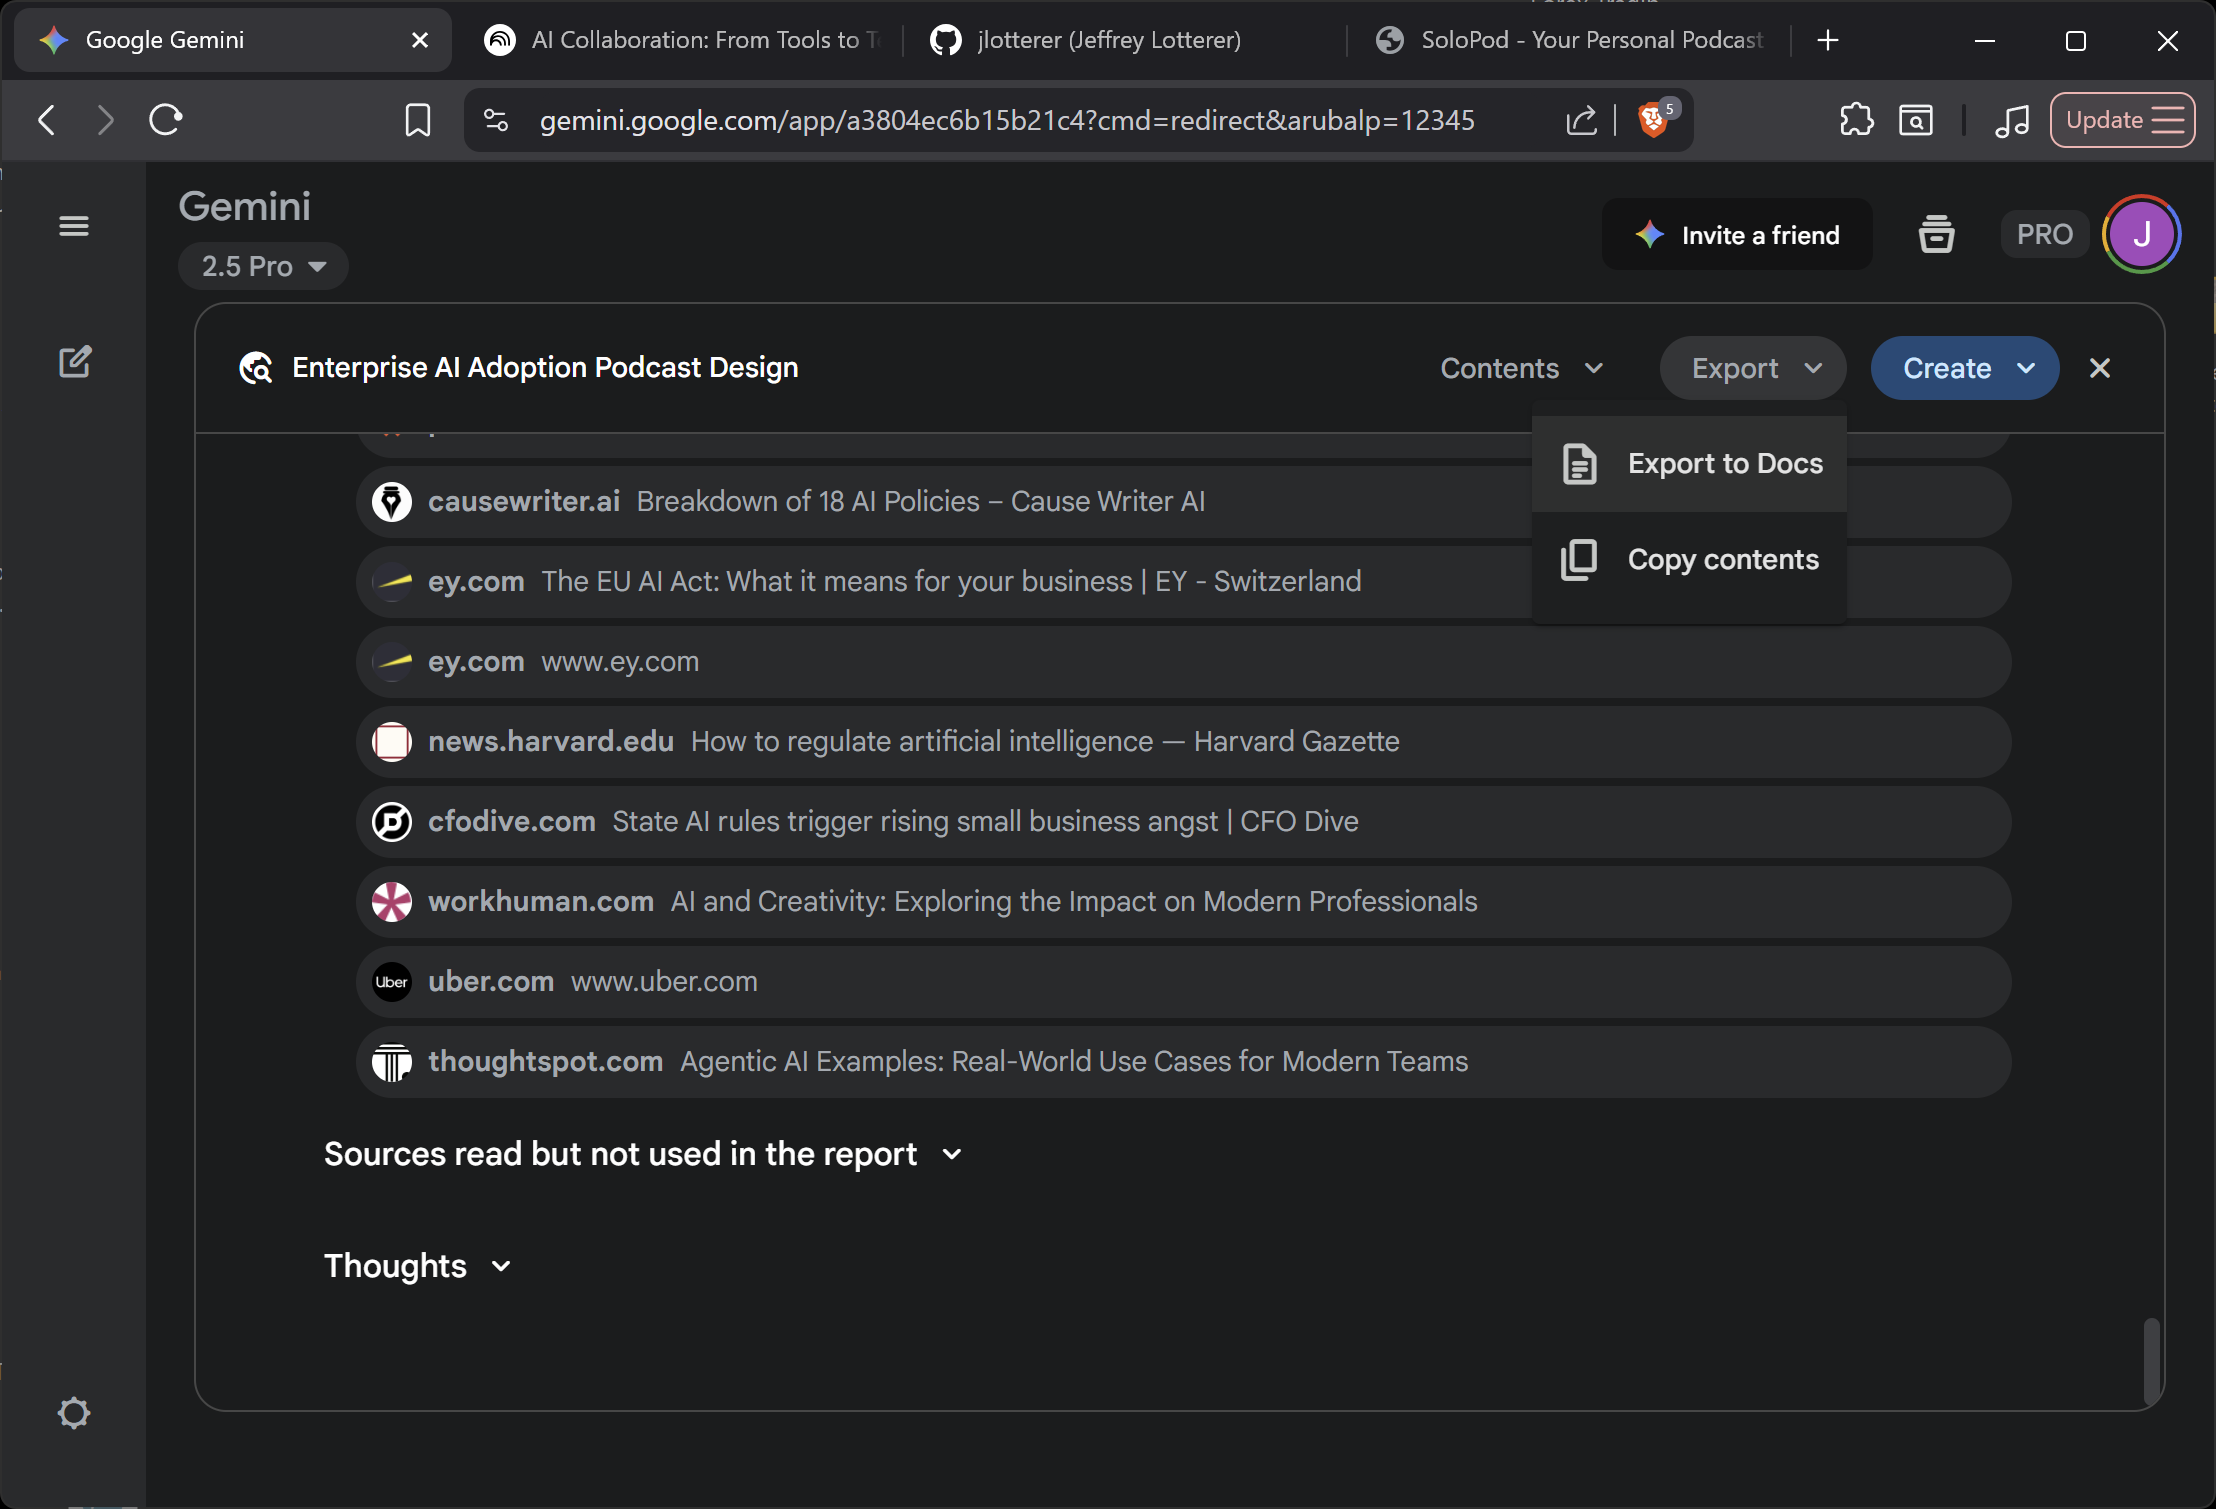 Google Gemini
AI Collaboration: From Tools to
jlotterer (Jeffrey Lotterer)
SoloPod - Your Personal Podcast
gemini.google.com/app/a3804ec6b15b21c4?cmd=redirect&arubalp=12345
5
Update
Gemini
2.5 Pro
Invite a friend
PRO
J
Enterprise AI Adoption Podcast Design
Contents
Export
Create
Export to Docs
Copy contents
causewriter.ai Breakdown of 18 AI Policies – Cause Writer AI
ey.com The EU AI Act: What it means for your business | EY - Switzerland
ey.com www.ey.com
news.harvard.edu How to regulate artificial intelligence — Harvard Gazette
cfodive.com State AI rules trigger rising small business angst | CFO Dive
workhuman.com AI and Creativity: Exploring the Impact on Modern Professionals
Uber uber.com www.uber.com
thoughtspot.com Agentic AI Examples: Real-World Use Cases for Modern Teams
Sources read but not used in the report
Thoughts